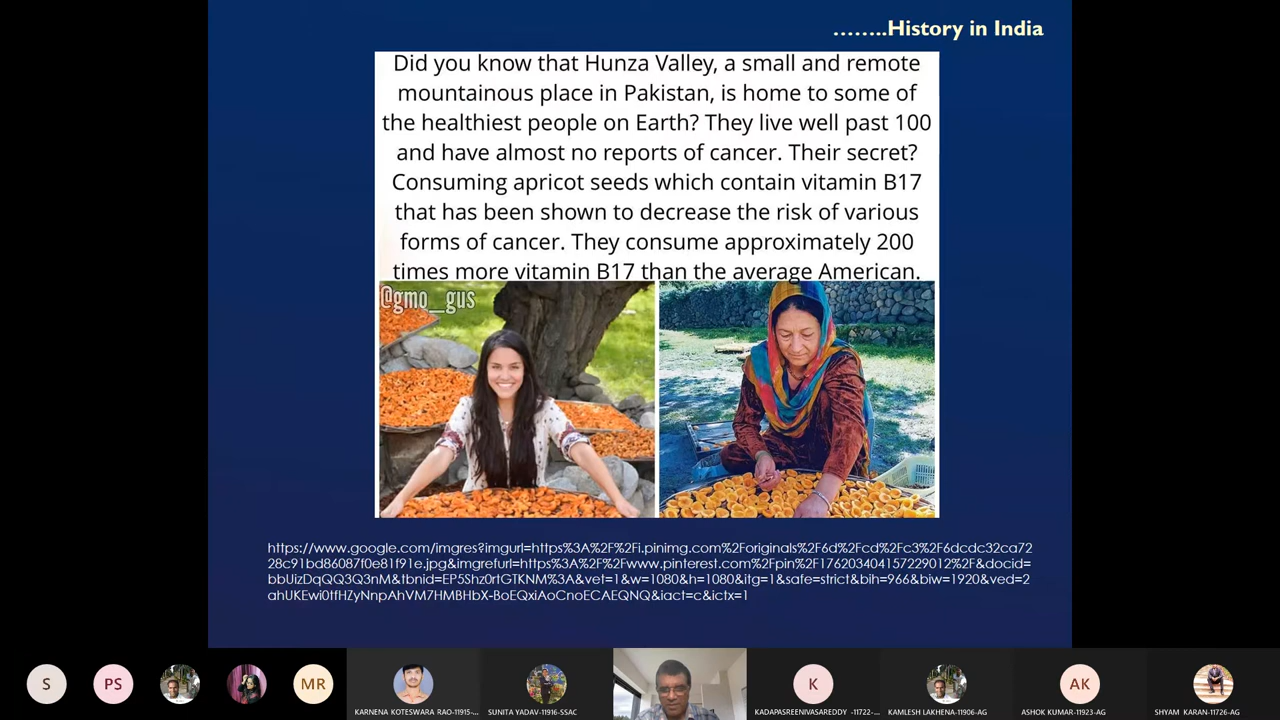 ……..History in India
Did you know that Hunza Valley, a small and remote
mountainous place in Pakistan, is home to some of
the healthiest people on Earth? They live well past 100
and have almost no reports of cancer. Their secret?
Consuming apricot seeds which contain vitamin B17
that has been shown to decrease the risk of various
forms of cancer. They consume approximately 200
times more vitamin B17 than the average American.
@gmo_gus
https://www.google.com/imgres?imgurl=https%3A%2F%2Fi.pinimg.com%2Foriginals%2F6d%2Fcd%2Fc3%2F6dcdc32ca72
28c91bd86087f0e81f91e.jpg&imgrefurl=https%3A%2F%2Fwww.pinterest.com%2Fpin%2F176203404157229012%2F&docid=
bbUizDqQQ3Q3nM&tbnid=EP5Shz0rtGTKNM%3A&vet=1&w=1080&h=1080&itg=1&safe=strict&bih=966&biw=1920&ved=2
ahUKEwi0tfHZyNnpAhVM7HMBHbX-BoEQxiAoCnoECAEQNQ&iact=c&ictx=1
S
PS
MR
K
AK
KARNENA KOTESWARA RAO-11915-...
SUNITA YADAV-11916-SSAC
KADAPASREENIVASAREDDY -11722-...
KAMLESH LAKHENA-11906-AG
ASHOK KUMAR-11923-AG
SHYAM KARAN-11726-AG